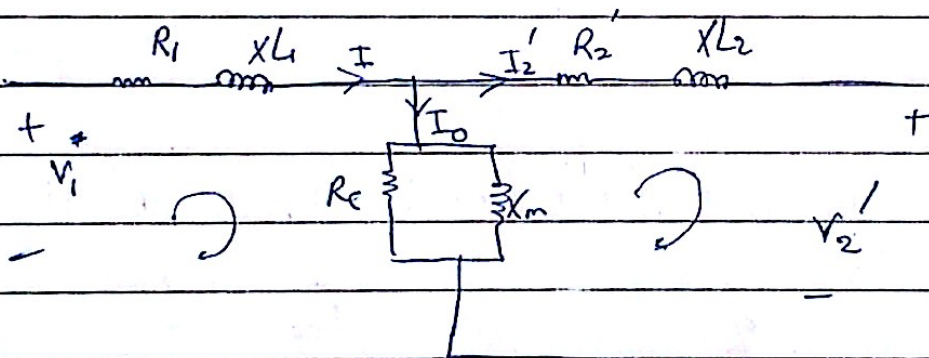 R₁ XL₁ I I₂' R₂' XL₂
+ I₀ +
V₁ Rc Xm V₂'
- -